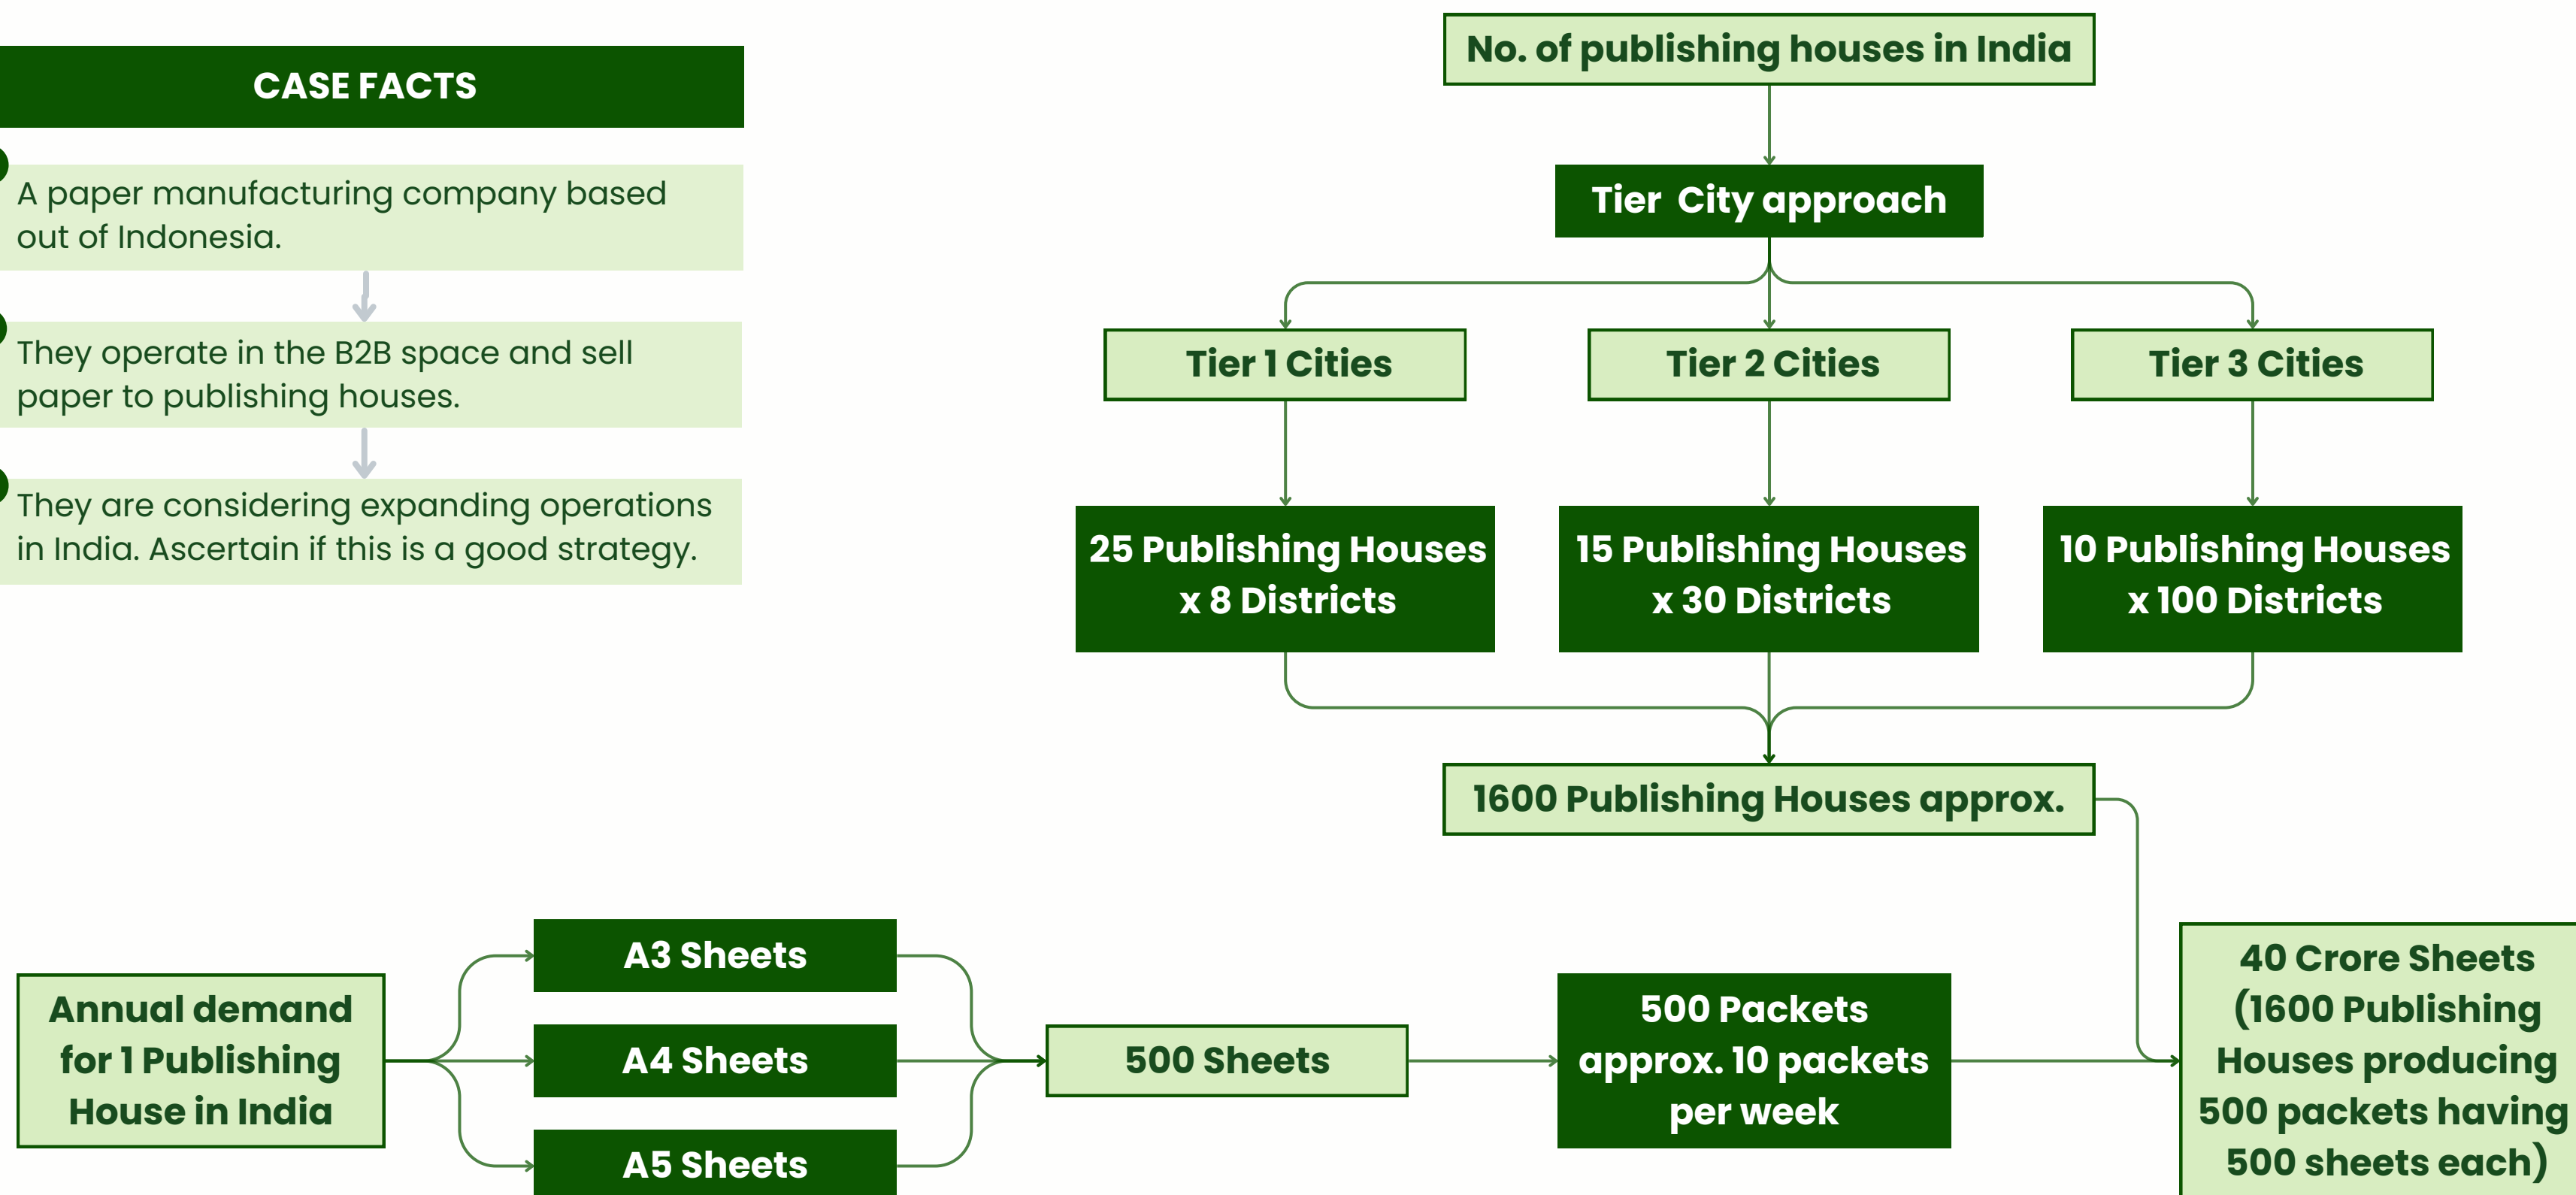 CASE FACTS
A paper manufacturing company based
out of Indonesia.
They operate in the B2B space and sell
paper to publishing houses.
They are considering expanding operations
in India. Ascertain if this is a good strategy.
No. of publishing houses in India
Tier City approach
Tier 1 Cities
Tier 2 Cities
Tier 3 Cities
25 Publishing Houses
x 8 Districts
15 Publishing Houses
x 30 Districts
10 Publishing Houses
x 100 Districts
1600 Publishing Houses approx.
Annual demand
for 1 Publishing
House in India
A3 Sheets
A4 Sheets
A5 Sheets
500 Sheets
500 Packets
approx. 10 packets
per week
40 Crore Sheets
(1600 Publishing
Houses producing
500 packets having
500 sheets each)